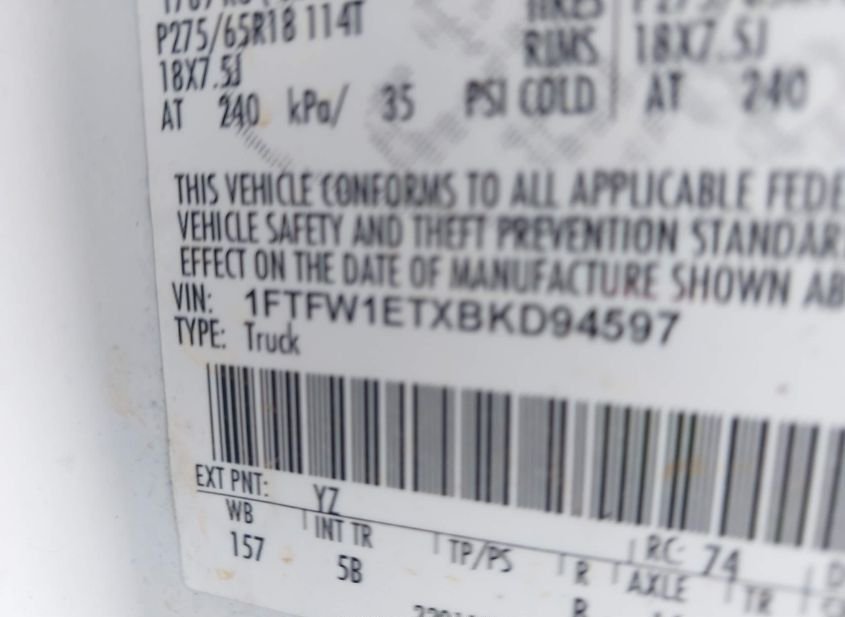 P275/65R18 114T
18X7.5J
AT 240 kPa/ 35 PSI COLD
RIMS 18X7.5J
AT 240
THIS VEHICLE CONFORMS TO ALL APPLICABLE FEDE
VEHICLE SAFETY AND THEFT PREVENTION STANDAR
EFFECT ON THE DATE OF MANUFACTURE SHOWN AB
VIN: 1FTFW1ETXBKD94597
TYPE: Truck
EXT PNT: YZ
RC: 74
WB INT TR TP/PS R AXLE TR
157 5B